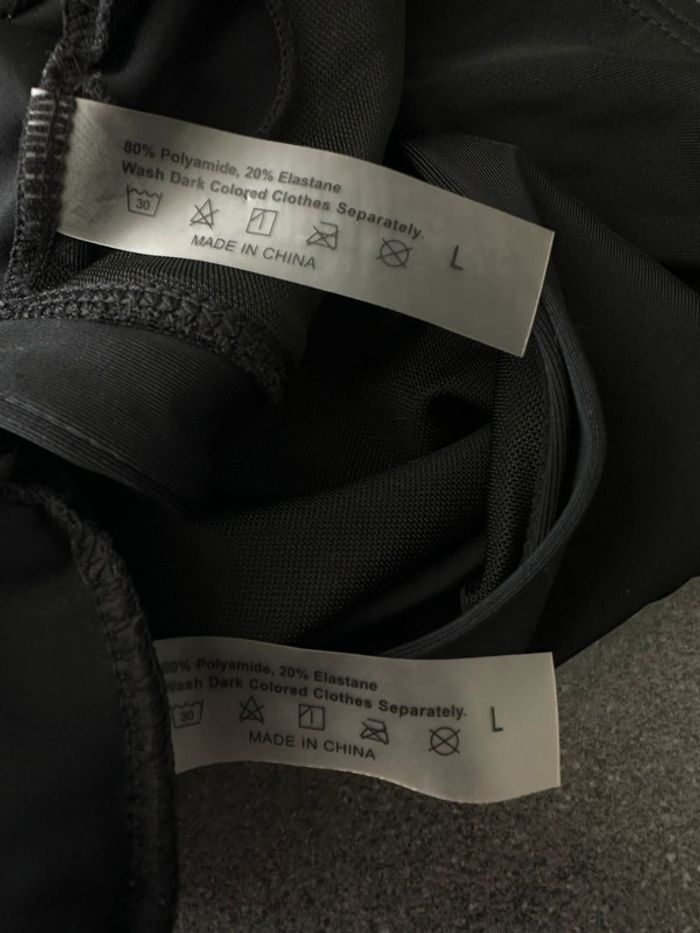 80% Polyamide, 20% Elastane
Wash Dark Colored Clothes Separately.
30
L
MADE IN CHINA
0% Polyamide, 20% Elastane
Wash Dark Colored Clothes Separately.
30
L
MADE IN CHINA